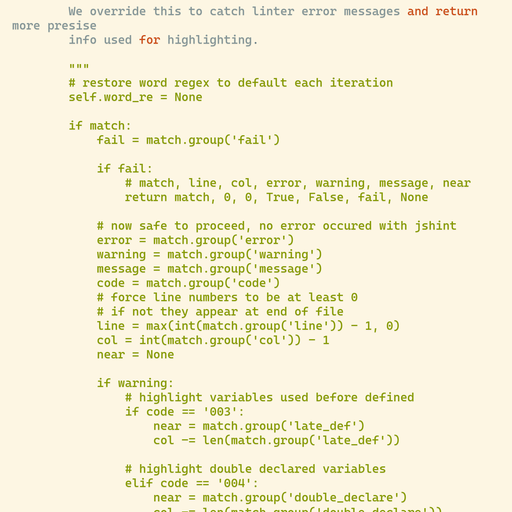 We override this to catch linter error messages and return
more presise
info used for highlighting.
"""
# restore word regex to default each iteration
self.word_re = None
if match:
fail = match.group('fail')
if fail:
# match, line, col, error, warning, message, near
return match, 0, 0, True, False, fail, None
# now safe to proceed, no error occured with jshint
error = match.group('error')
warning = match.group('warning')
message = match.group('message')
code = match.group('code')
# force line numbers to be at least 0
# if not they appear at end of file
line = max(int(match.group('line')) - 1, 0)
col = int(match.group('col')) - 1
near = None
if warning:
# highlight variables used before defined
if code == '003':
near = match.group('late_def')
col -= len(match.group('late_def'))
# highlight double declared variables
elif code == '004':
near = match.group('double_declare')
col -= len(match.group('double_declare'))